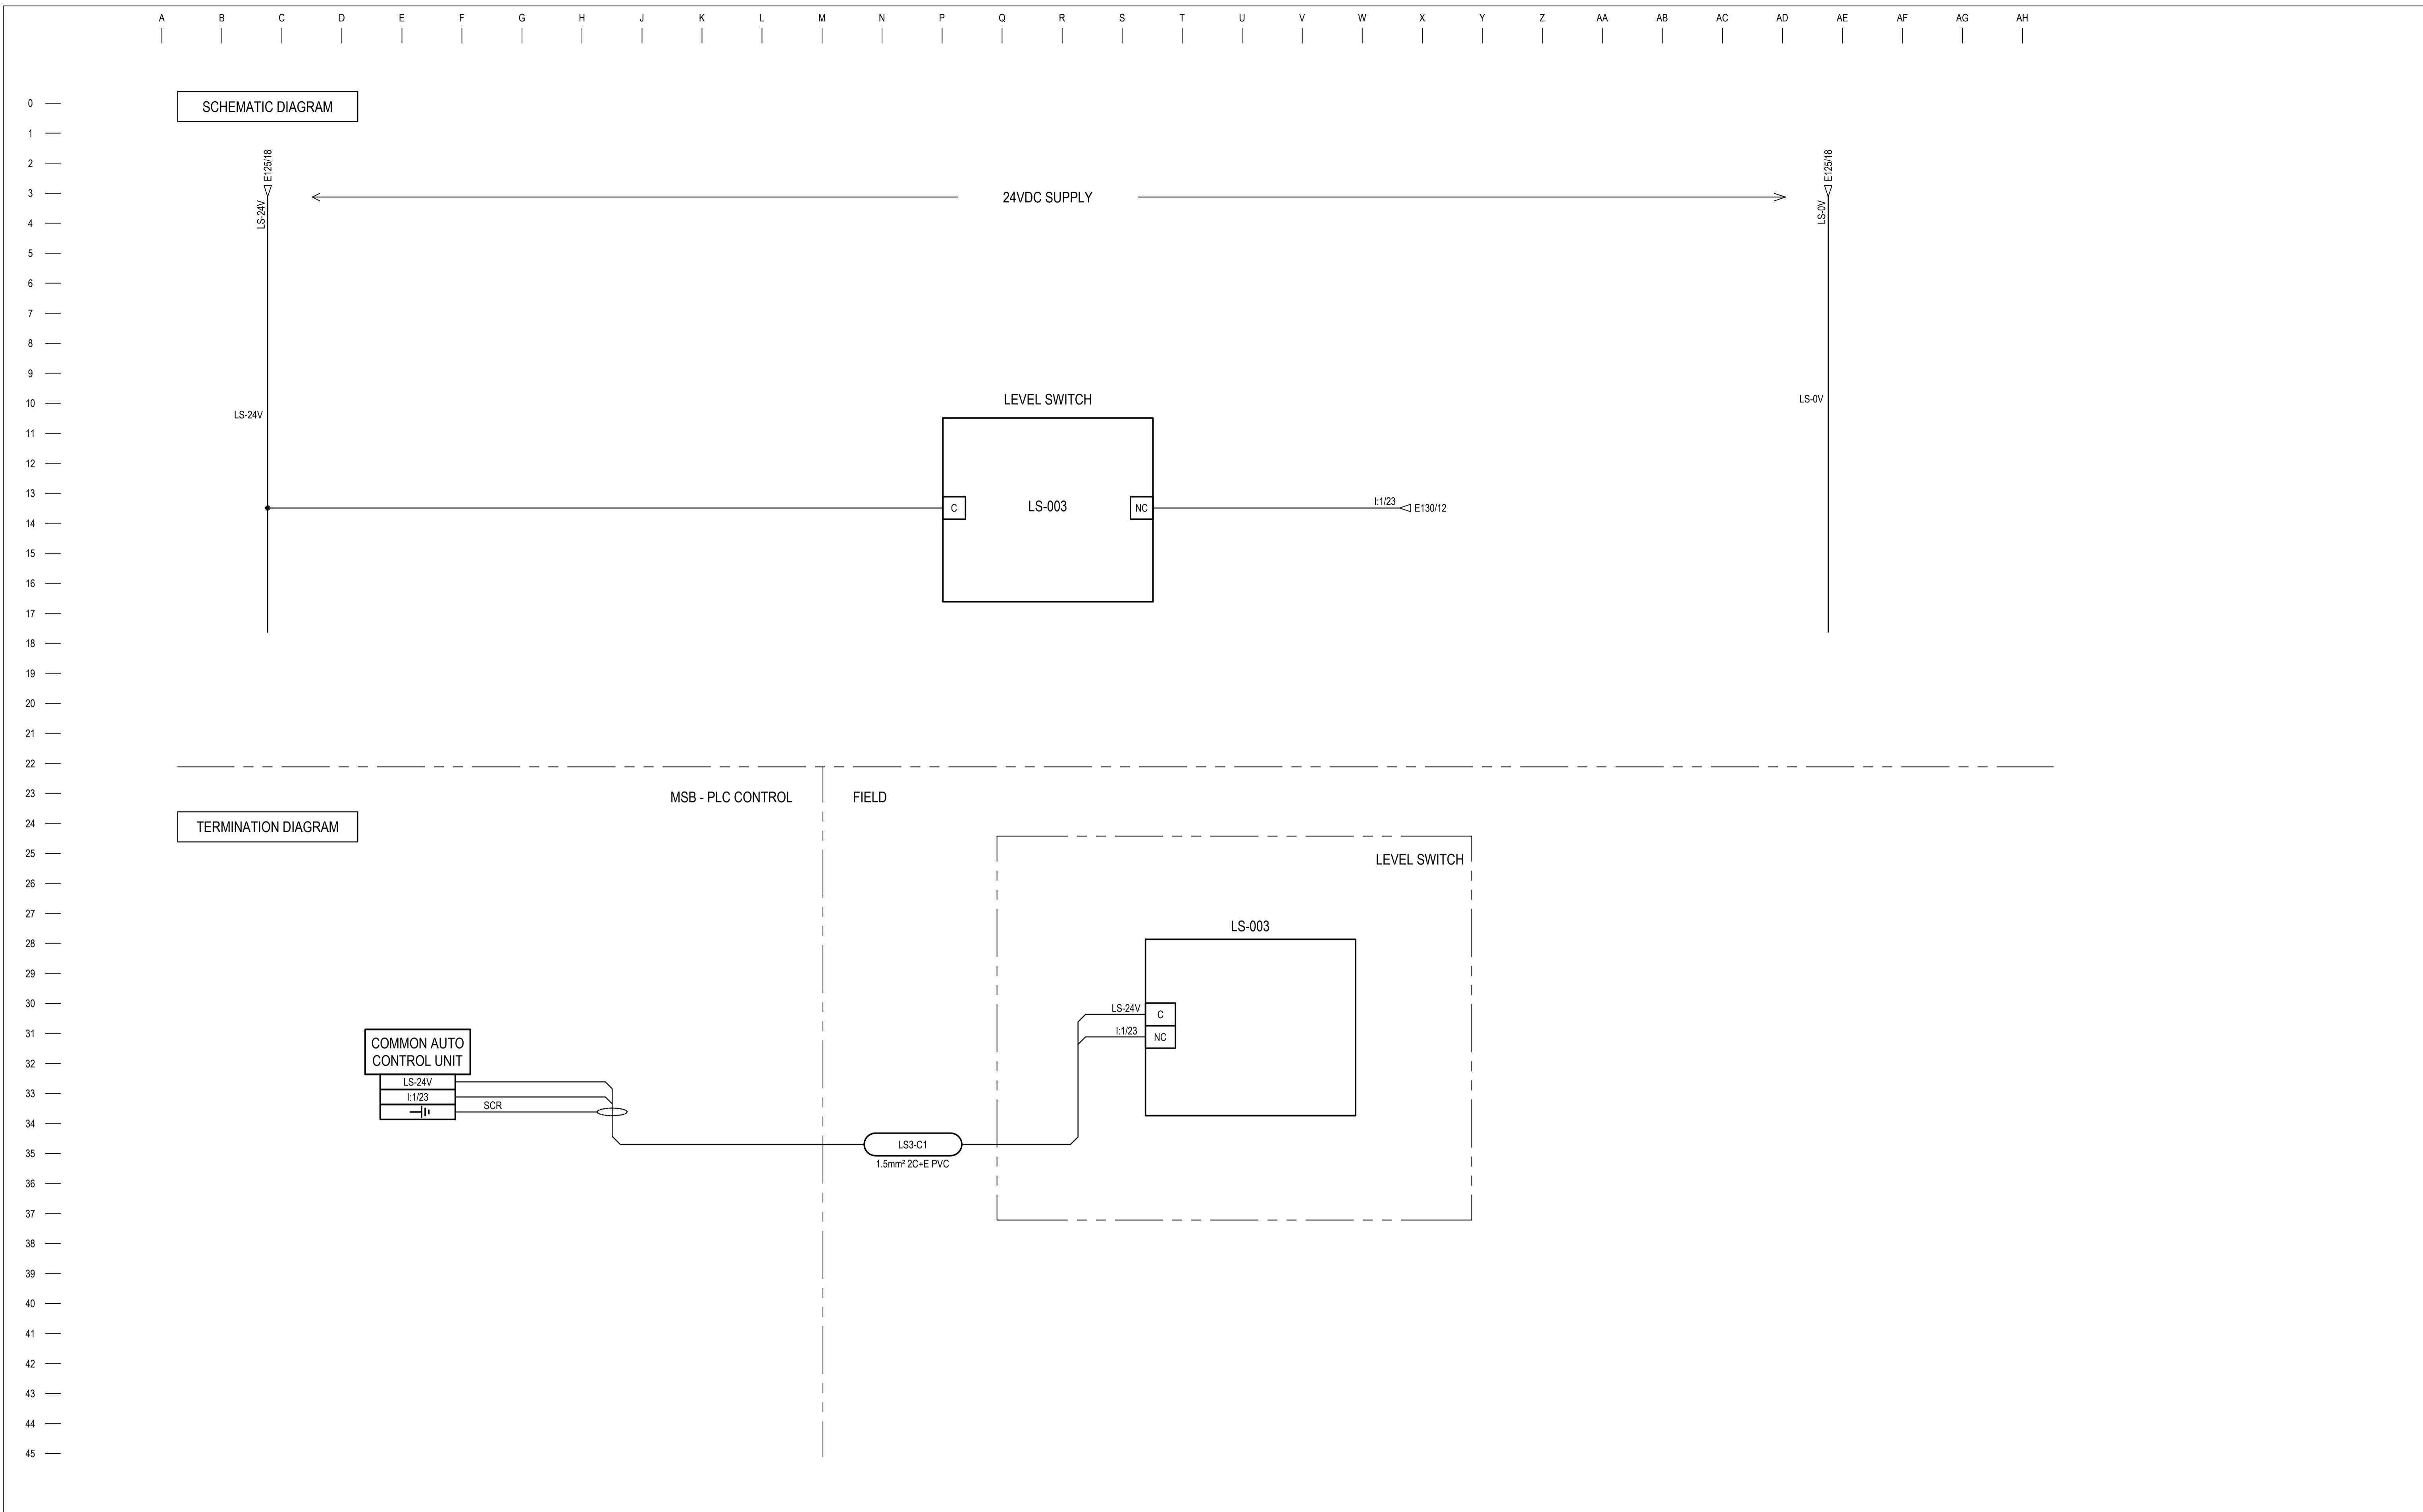 A B C D E F G H J K L M N P Q R S T U V W X Y Z AA AB AC AD AE AF AG AH
0
SCHEMATIC DIAGRAM
1
2
E125/18
E125/18
3
24VDC SUPPLY
LS-24V
LS-0V
4
5
6
7
8
9
10
LEVEL SWITCH
LS-24V
LS-0V
11
12
13
C
LS-003
NC
I:1/23
E130/12
14
15
16
17
18
19
20
21
22
23
MSB - PLC CONTROL
FIELD
24
TERMINATION DIAGRAM
25
LEVEL SWITCH
26
27
LS-003
28
29
30
LS-24V
C
31
I:1/23
NC
COMMON AUTO
CONTROL UNIT
32
LS-24V
33
I:1/23
SCR
34
LS3-C1
35
1.5mm² 2C+E PVC
36
37
38
39
40
41
42
43
44
45